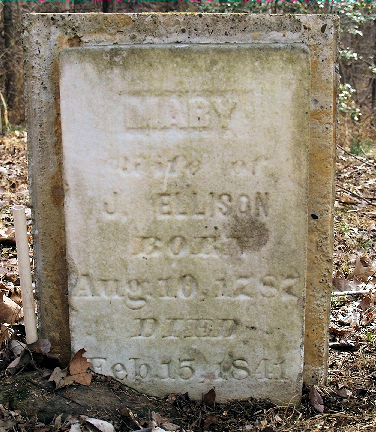 MARY
Wife of
J. ELLISON
BORN
Aug. 10, 1787
DIED
Feb. 15, 1841